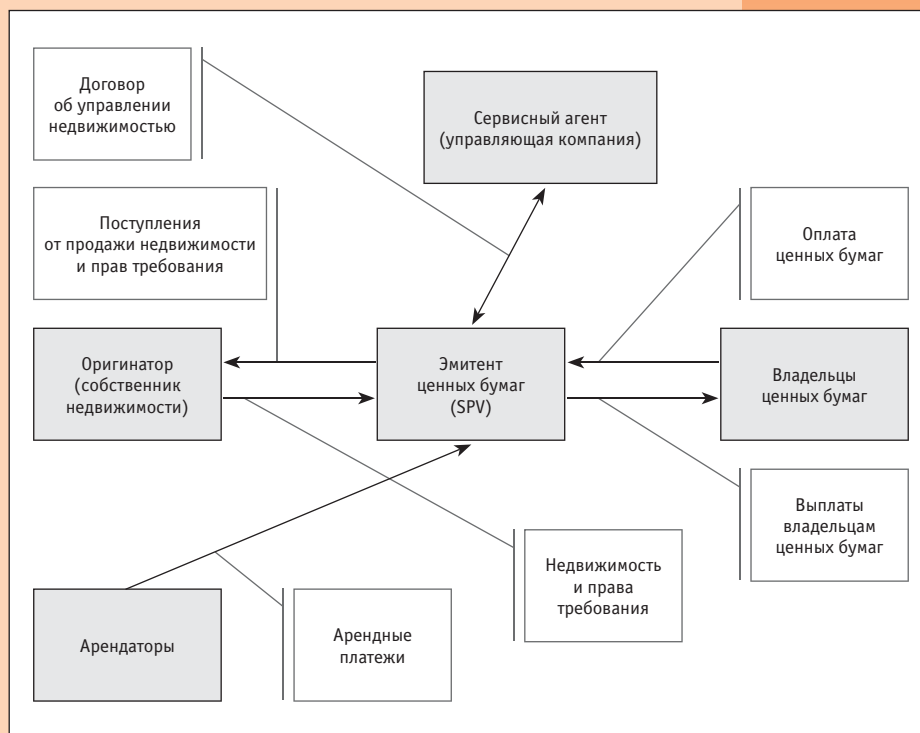 Договор
об управлении
недвижимостью
Сервисный агент
(управляющая компания)
Поступления
от продажи недвижимости
и прав требования
Оплата
ценных бумаг
Оригинатор
(собственник
недвижимости)
Эмитент
ценных бумаг
(SPV)
Владельцы
ценных бумаг
Выплаты
владельцам
ценных бумаг
Недвижимость
и права
требования
Арендаторы
Арендные
платежи